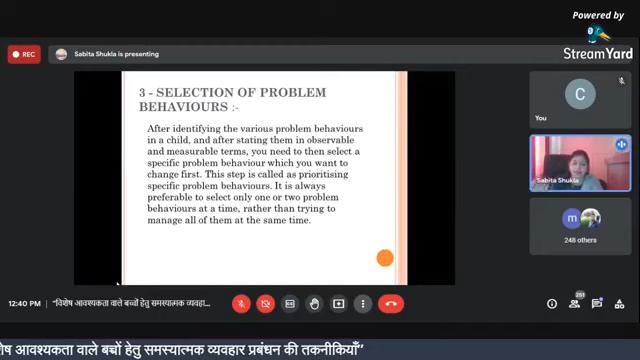 Powered by
StreamYard
REC
Sabita Shukla is presenting
3 - SELECTION OF PROBLEM
BEHAVIOURS :-
After identifying the various problem behaviours
in a child, and after stating them in observable
and measurable terms, you need to then select a
specific problem behaviour which you want to
change first. This step is called as prioritising
specific problem behaviours. It is always
preferable to select only one or two problem
behaviours at a time, rather than trying to
manage all of them at the same time.
C
You
Sabita Shukla
m
248 others
12:40 PM | "विशेष आवश्यकता वाले बच्चों हेतु समस्यात्मक व्यवहा...
251
शेष आवश्यकता वाले बच्चों हेतु समस्यात्मक व्यवहार प्रबंधन की तकनीकियाँ"